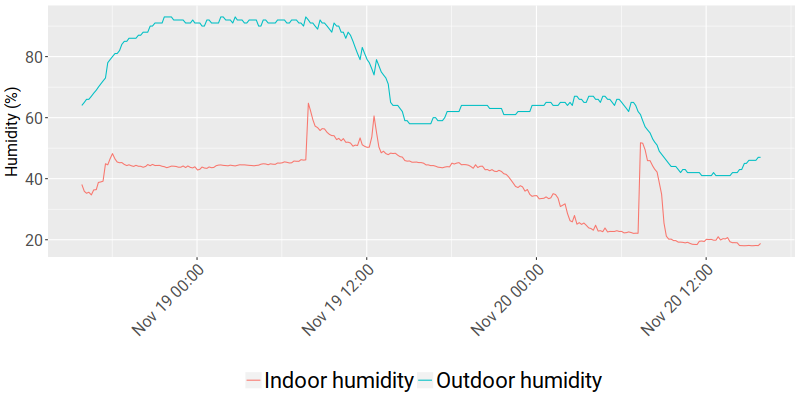 Humidity (%)
80
60
40
20
Nov 19 00:00
Nov 19 12:00
Nov 20 00:00
Nov 20 12:00
Indoor humidity Outdoor humidity